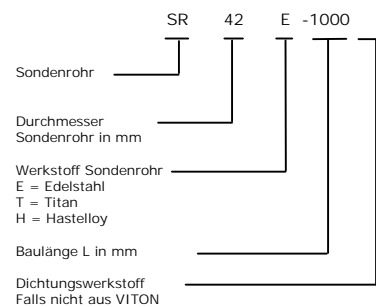 SR 42 E -1000
Sondenrohr
Durchmesser
Sondenrohr in mm
Werkstoff Sondenrohr
E = Edelstahl
T = Titan
H = Hastelloy
Baulänge L in mm
Dichtungswerkstoff
Falls nicht aus VITON